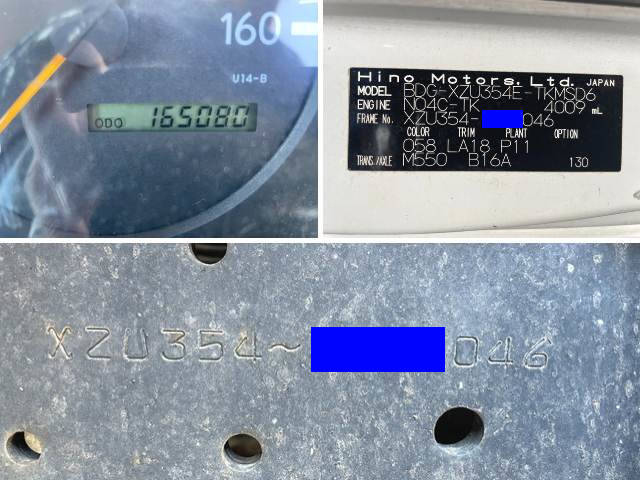 160
U14-B
ODO 165080
Hino Motors, Ltd. JAPAN
MODEL BDG-XZU354E-TKMSD6
ENGINE N04C-TK 4009 mL
FRAME No. XZU354- 046
COLOR TRIM PLANT OPTION
058 LA18 P11
TRANS./AXLE M550 B16A 130
XZU354~ 046